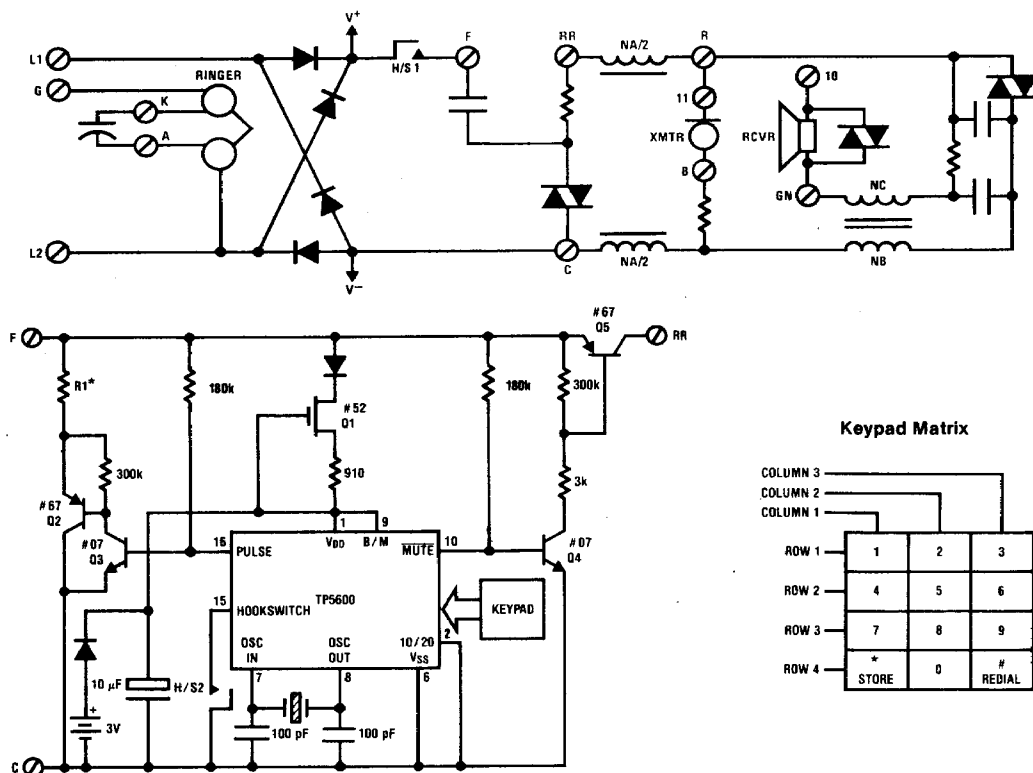 V+
F
RR
NA/2
R
L1
H/S 1
G
RINGER
K
A
11
10
XMTR
RCVR
B
GN
NC
L2
V−
C
NA/2
NB
F
R1*
180k
#52
Q1
180k
300k
#67
Q5
RR
300k
910
3k
#67
Q2
#07
Q3
1
9
16
PULSE
VDD
B/M
MUTE
10
#07
Q4
15
HOOKSWITCH
TP5600
KEYPAD
OSC
IN
OSC
OUT
10/20
2
VSS
7
8
6
10 μF
H/S2
+
3V
100 pF
100 pF
C
Keypad Matrix
COLUMN 3
COLUMN 2
COLUMN 1
ROW 1 1 2 3
ROW 2 4 5 6
ROW 3 7 8 9
ROW 4 * STORE 0 # REDIAL